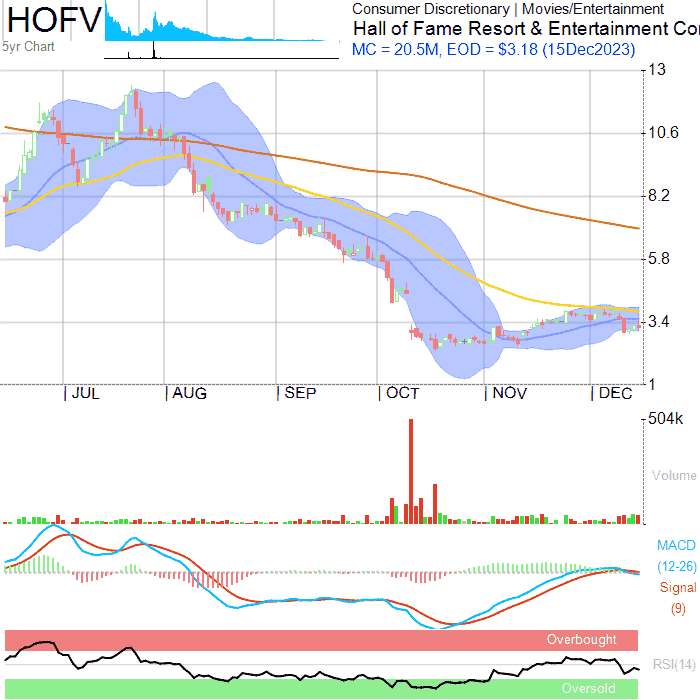 HOFV
5yr Chart
Consumer Discretionary | Movies/Entertainment
Hall of Fame Resort & Entertainment Cor
MC = 20.5M, EOD = $3.18 (15Dec2023)
13
10.6
8.2
5.8
3.4
1
| JUL | AUG | SEP | OCT | NOV | DEC
504k
Volume
MACD
(12-26)
Signal
(9)
Overbought
RSI(14)
Oversold